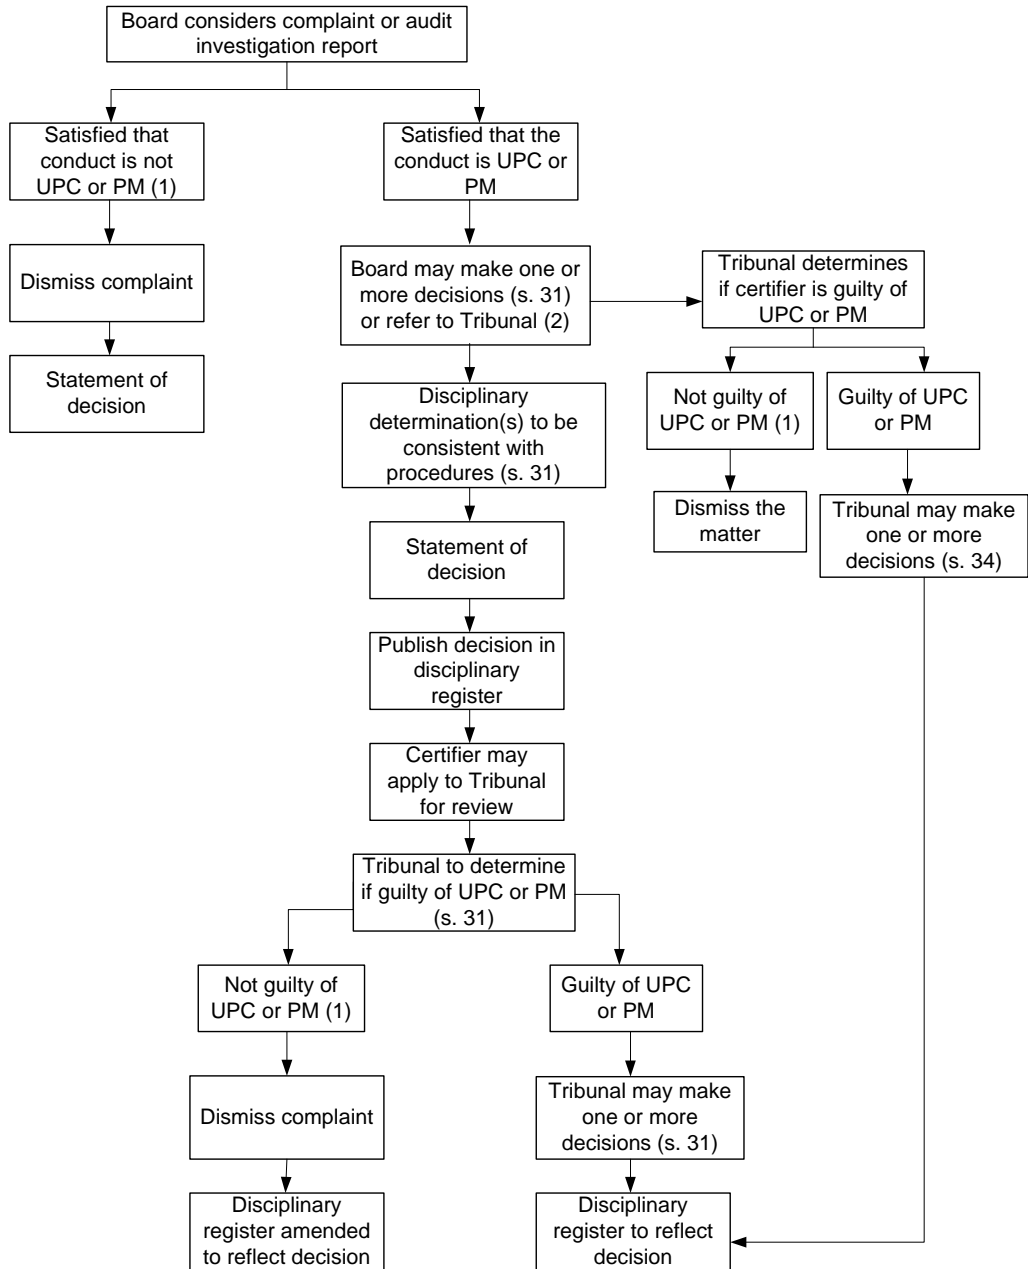 Board considers complaint or audit
investigation report
Satisfied that
conduct is not
UPC or PM (1)
Satisfied that the
conduct is UPC or
PM
Dismiss complaint
Board may make one or
more decisions (s. 31)
or refer to Tribunal (2)
Tribunal determines
if certifier is guilty of
UPC or PM
Statement of
decision
Disciplinary
determination(s) to be
consistent with
procedures (s. 31)
Not guilty of
UPC or PM (1)
Guilty of UPC
or PM
Dismiss the
matter
Tribunal may make
one or more
decisions (s. 34)
Statement of
decision
Publish decision in
disciplinary
register
Certifier may
apply to Tribunal
for review
Tribunal to determine
if guilty of UPC or PM
(s. 31)
Not guilty of
UPC or PM (1)
Guilty of UPC
or PM
Dismiss complaint
Tribunal may make
one or more
decisions (s. 31)
Disciplinary
register amended
to reflect decision
Disciplinary
register to reflect
decision